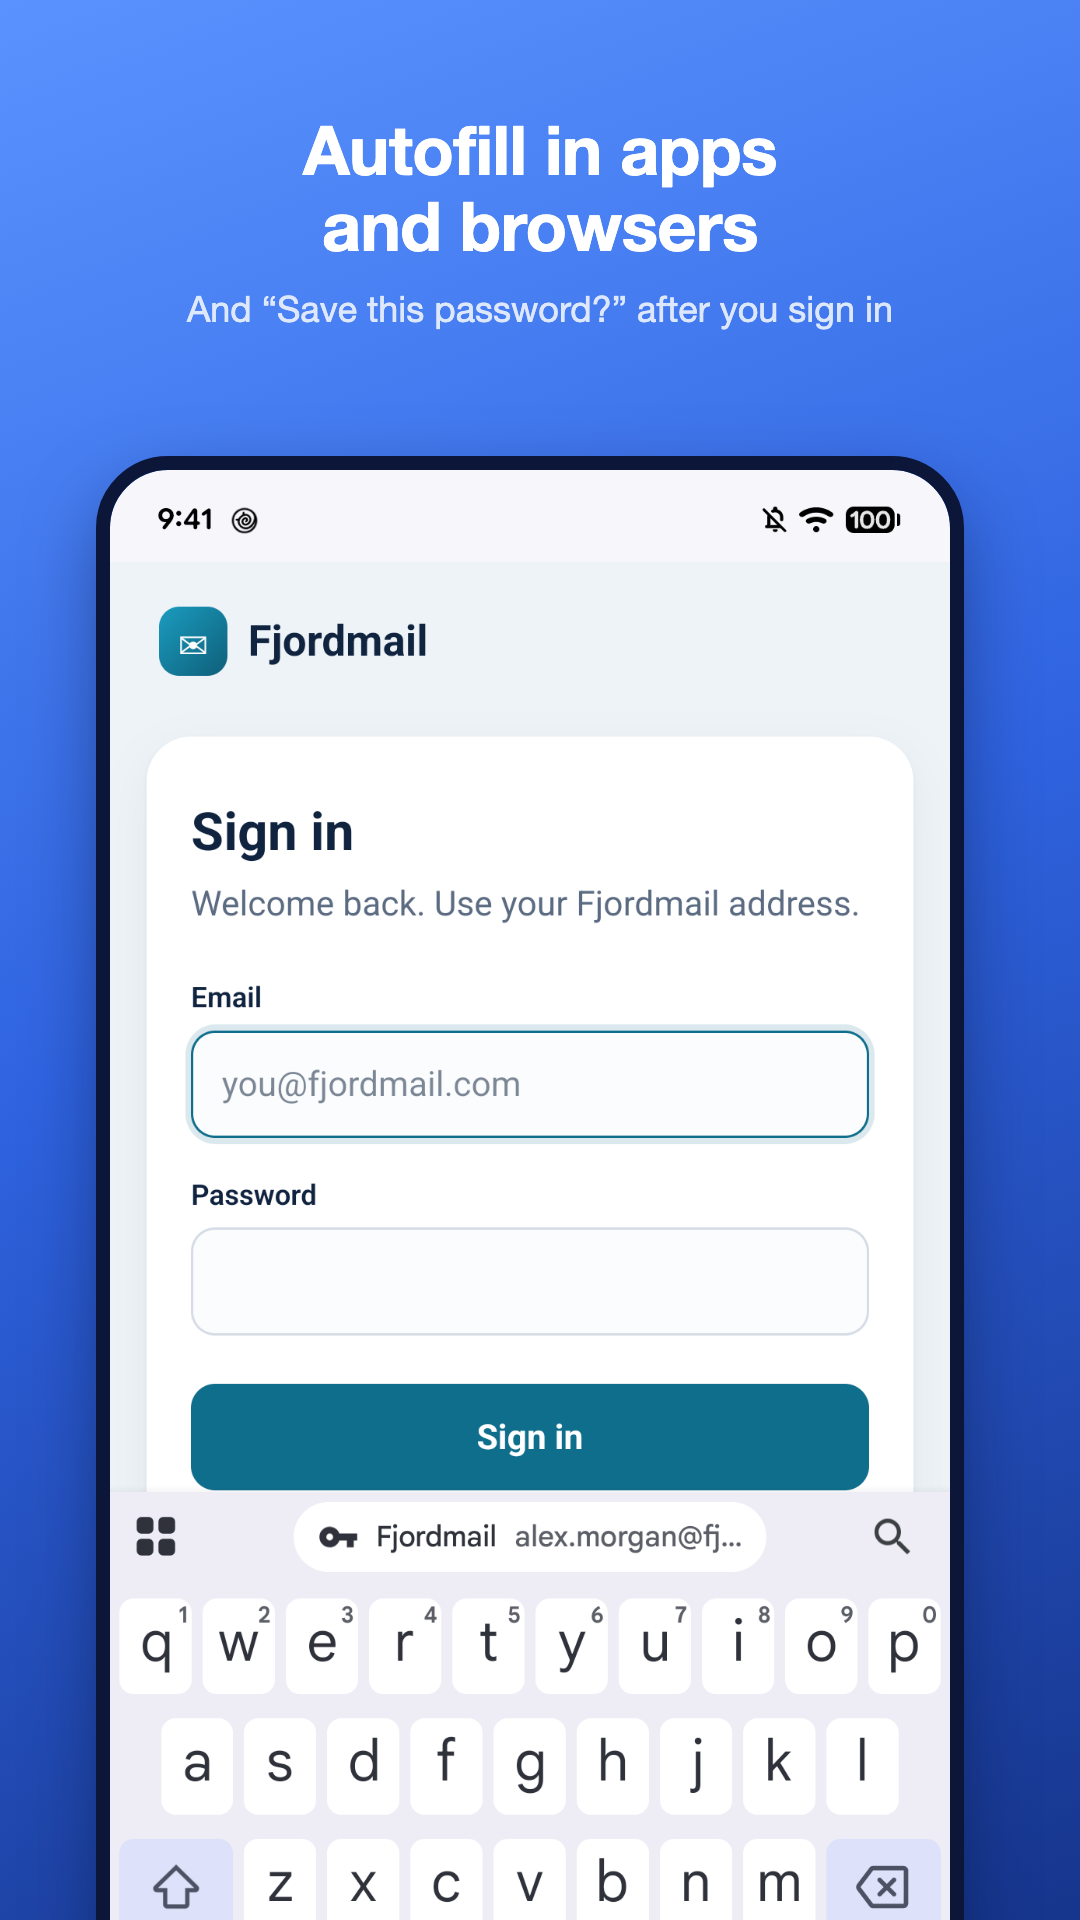 Autofill in apps
and browsers
And “Save this password?” after you sign in
9:41 100
Fjordmail
Sign in
Welcome back. Use your Fjordmail address.
Email
you@fjordmail.com
Password
Sign in
Fjordmail alex.morgan@fj...
q1 w2 e3 r4 t5 y6 u7 i8 o9 p0
a s d f g h j k l
z x c v b n m